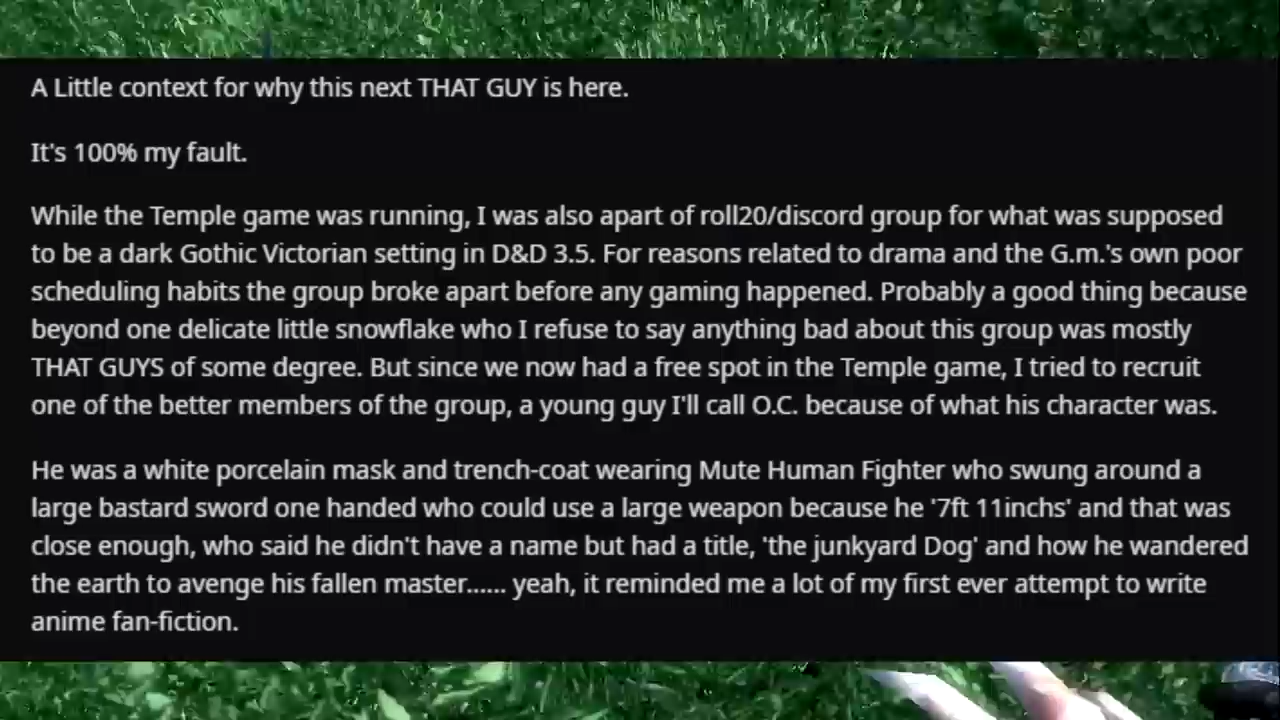 A Little context for why this next THAT GUY is here.
It's 100% my fault.
While the Temple game was running, I was also apart of roll20/discord group for what was supposed
to be a dark Gothic Victorian setting in D&D 3.5. For reasons related to drama and the G.m.'s own poor
scheduling habits the group broke apart before any gaming happened. Probably a good thing because
beyond one delicate little snowflake who I refuse to say anything bad about this group was mostly
THAT GUYS of some degree. But since we now had a free spot in the Temple game, I tried to recruit
one of the better members of the group, a young guy I'll call O.C. because of what his character was.
He was a white porcelain mask and trench-coat wearing Mute Human Fighter who swung around a
large bastard sword one handed who could use a large weapon because he '7ft 11inchs' and that was
close enough, who said he didn't have a name but had a title, 'the junkyard Dog' and how he wandered
the earth to avenge his fallen master...... yeah, it reminded me a lot of my first ever attempt to write
anime fan-fiction.